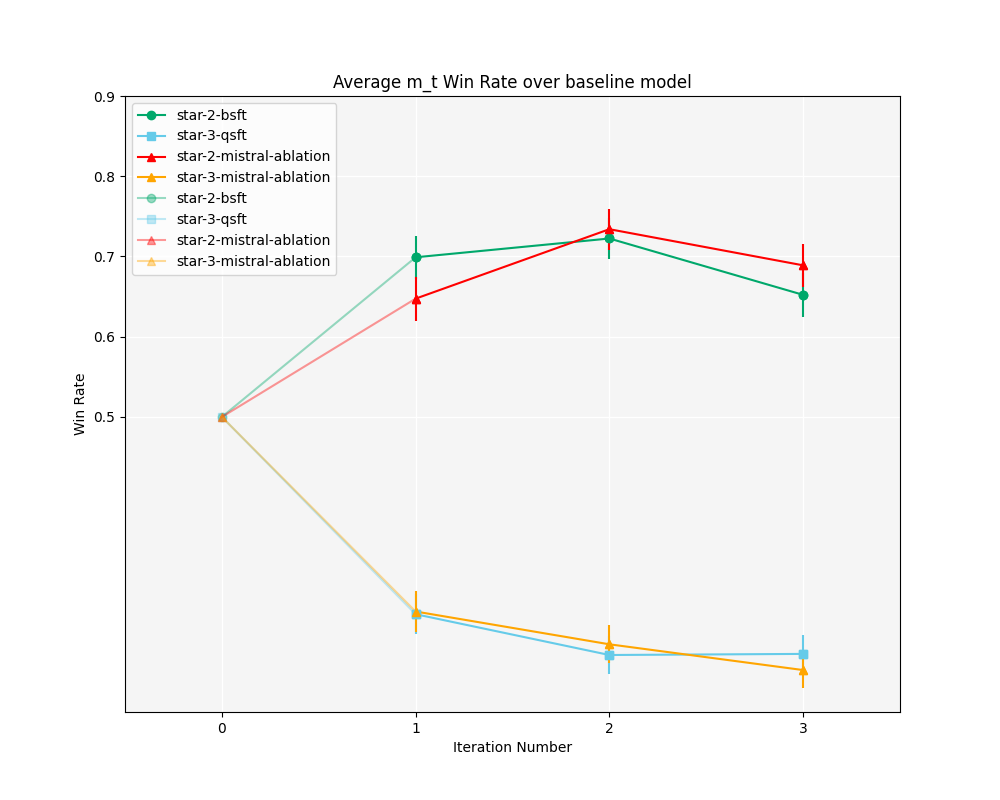 Average m_t Win Rate over baseline model
0.9
0.8
0.7
0.6
0.5
Win Rate
star-2-bsft
star-3-qsft
star-2-mistral-ablation
star-3-mistral-ablation
star-2-bsft
star-3-qsft
star-2-mistral-ablation
star-3-mistral-ablation
0 1 2 3
Iteration Number